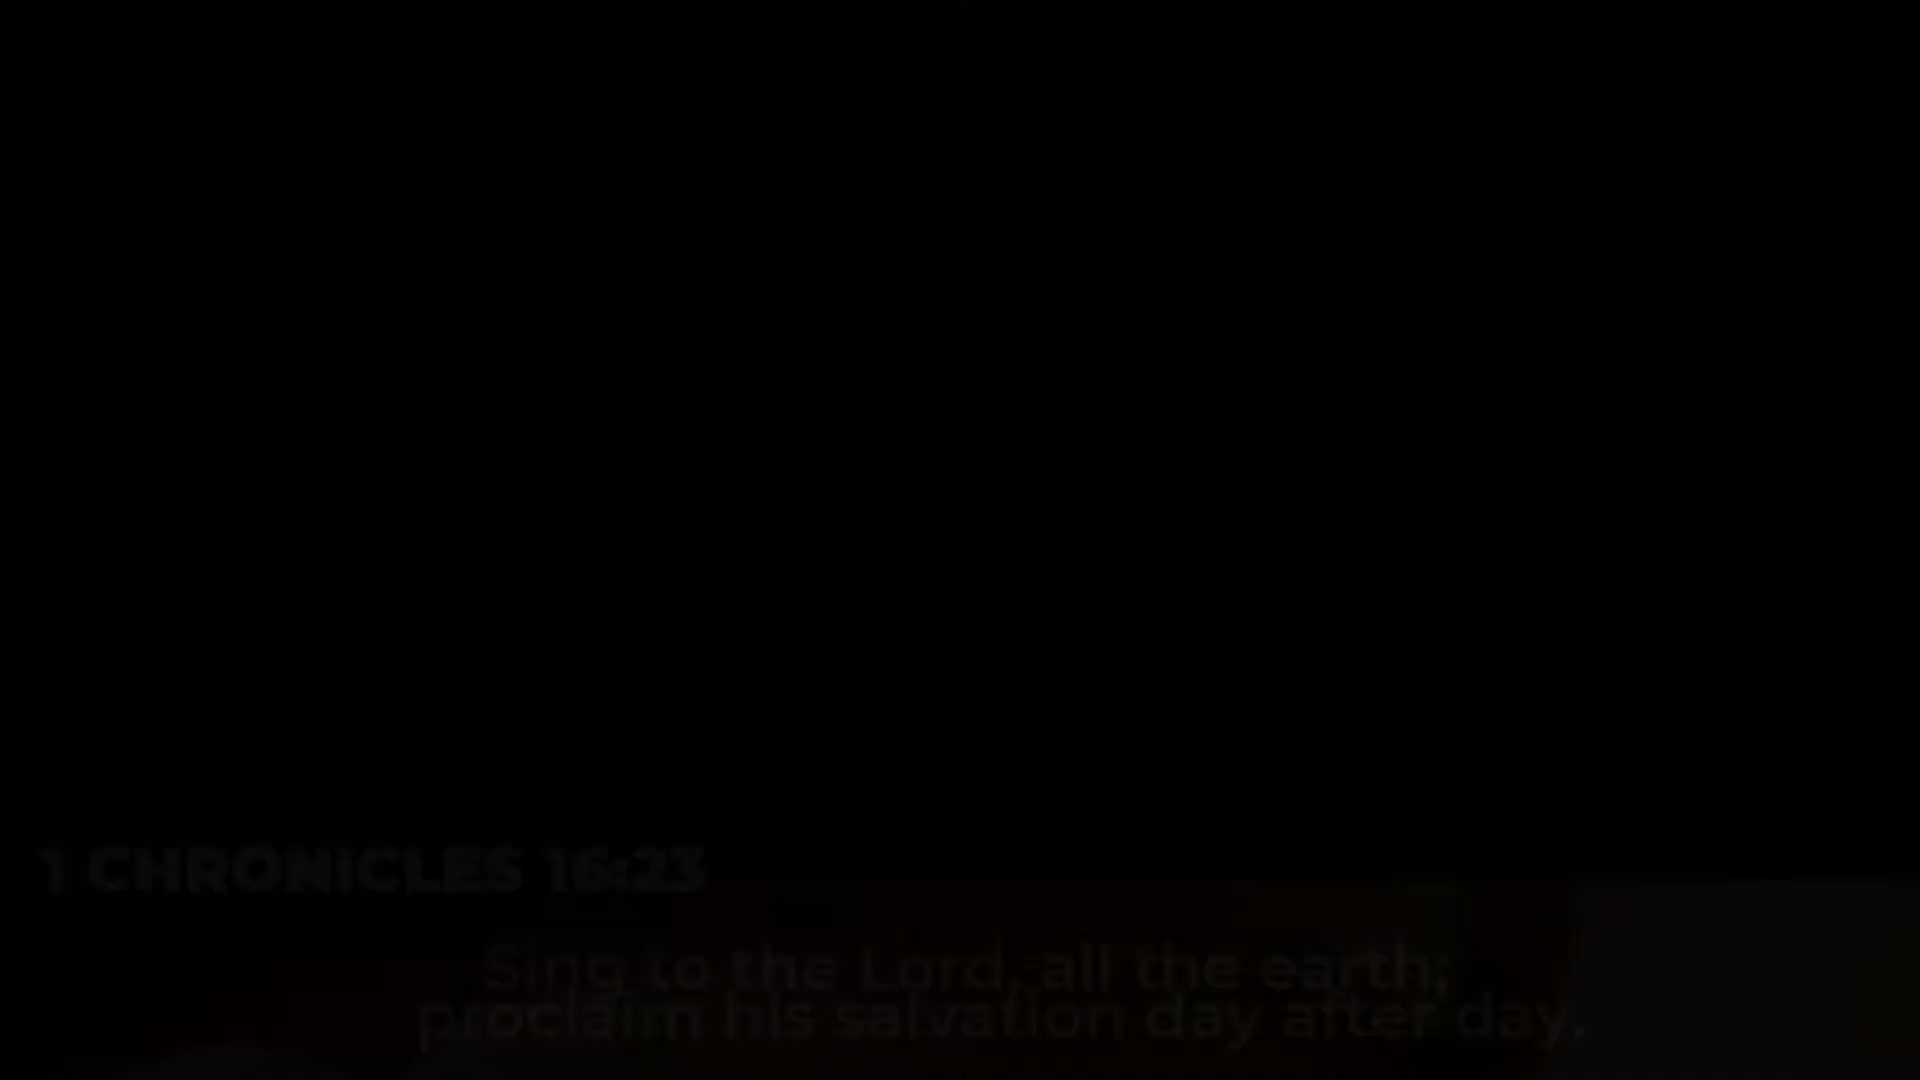 1 CHRONICLES 16:23
Sing to the Lord, all the earth;
proclaim his salvation day after day.